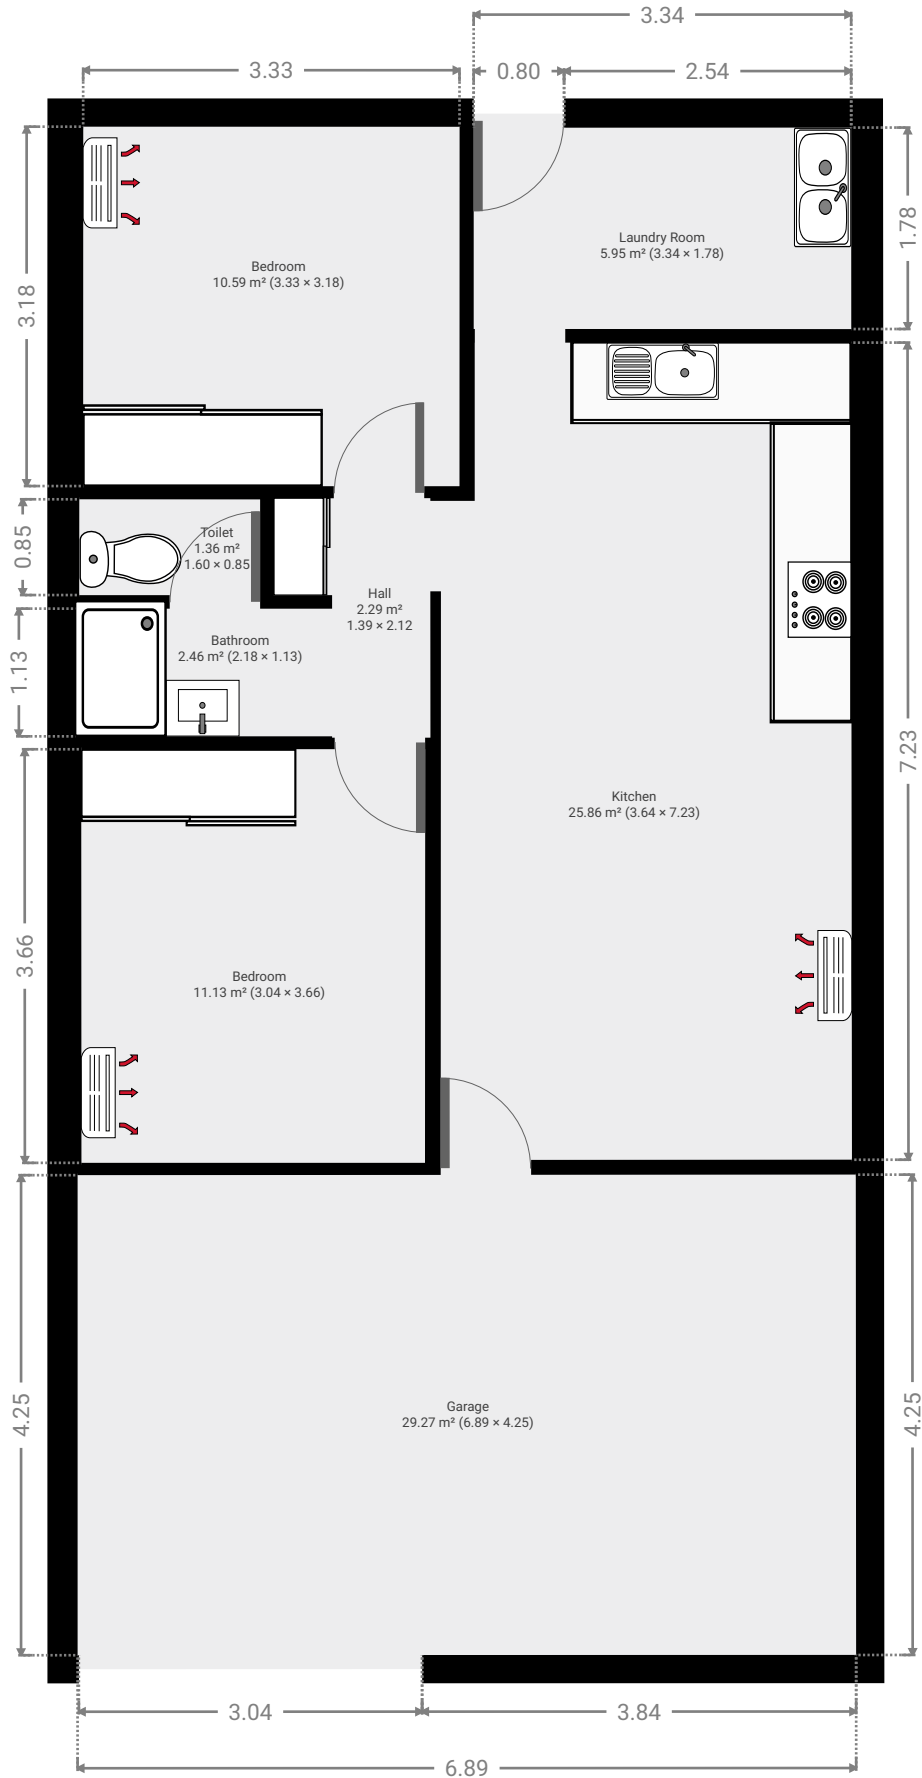 3.34
3.33
0.80
2.54
3.18
1.78
Laundry Room
5.95 m² (3.34 × 1.78)
Bedroom
10.59 m² (3.33 × 3.18)
0.85
Toilet
1.36 m²
1.60 × 0.85
Hall
2.29 m²
1.39 × 2.12
1.13
Bathroom
2.46 m² (2.18 × 1.13)
7.23
Kitchen
25.86 m² (3.64 × 7.23)
3.66
Bedroom
11.13 m² (3.04 × 3.66)
4.25
Garage
29.27 m² (6.89 × 4.25)
4.25
3.04
3.84
6.89